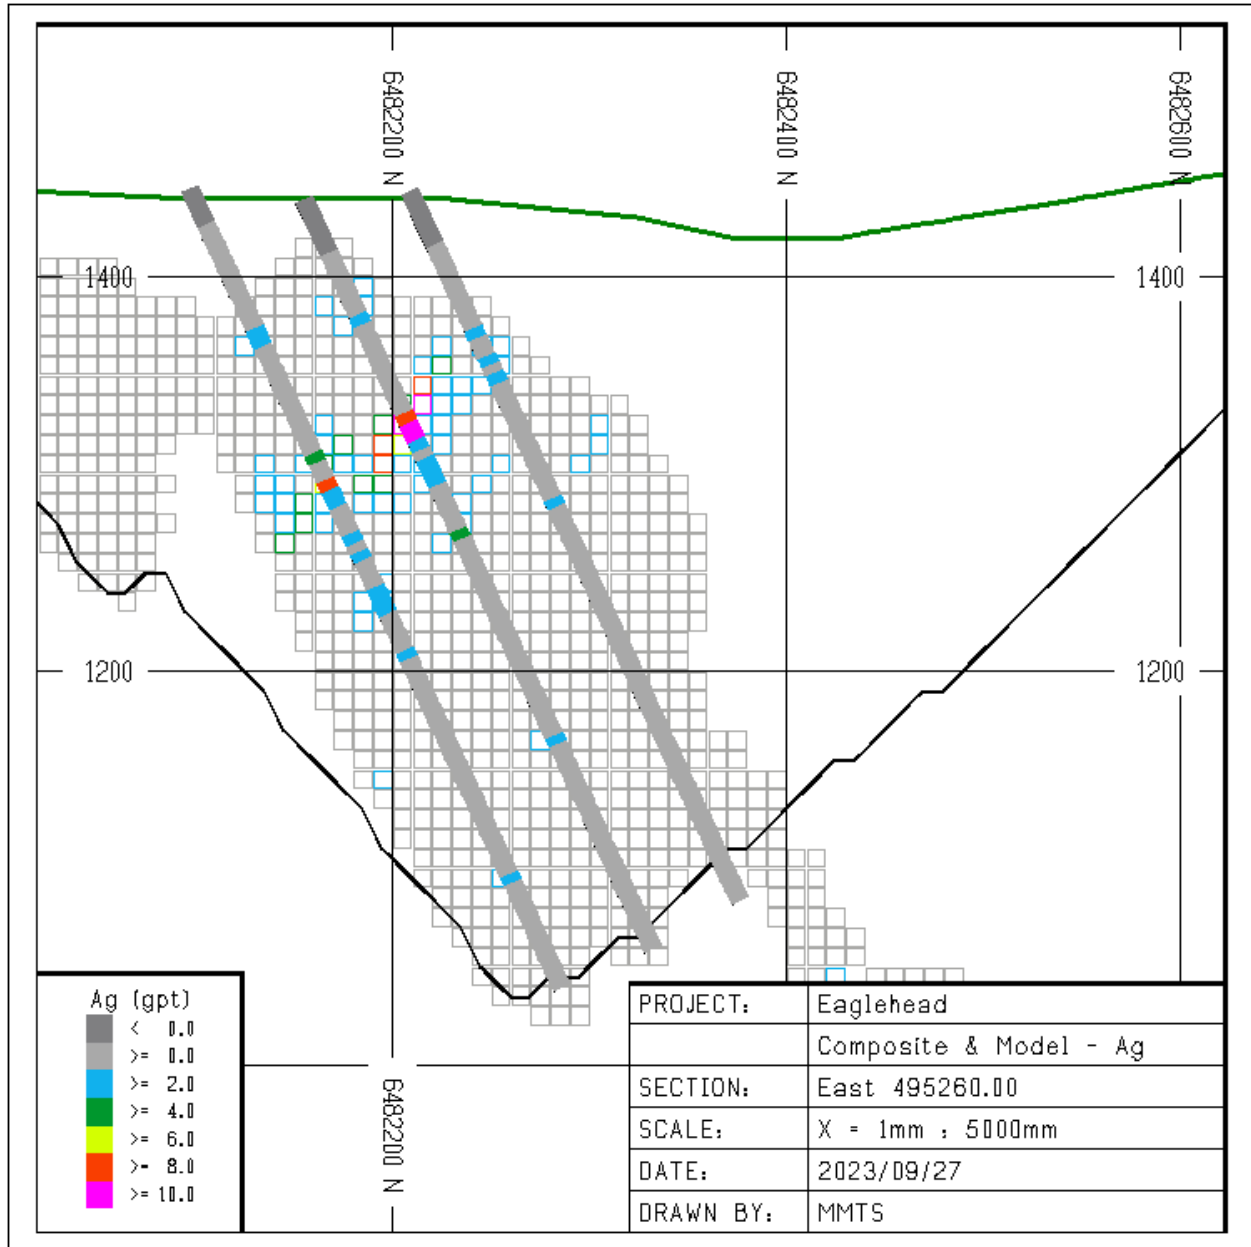 6482200 N
6482400 N
6482600 N
1400
1400
1200
1200
6482200 N
Ag (gpt)
< 0.0
>= 0.0
>= 2.0
>= 4.0
>= 6.0
>= 8.0
>= 10.0
PROJECT: Eaglehead
Composite & Model - Ag
SECTION: East 495260.00
SCALE: X = 1mm : 5000mm
DATE: 2023/09/27
DRAWN BY: MMTS